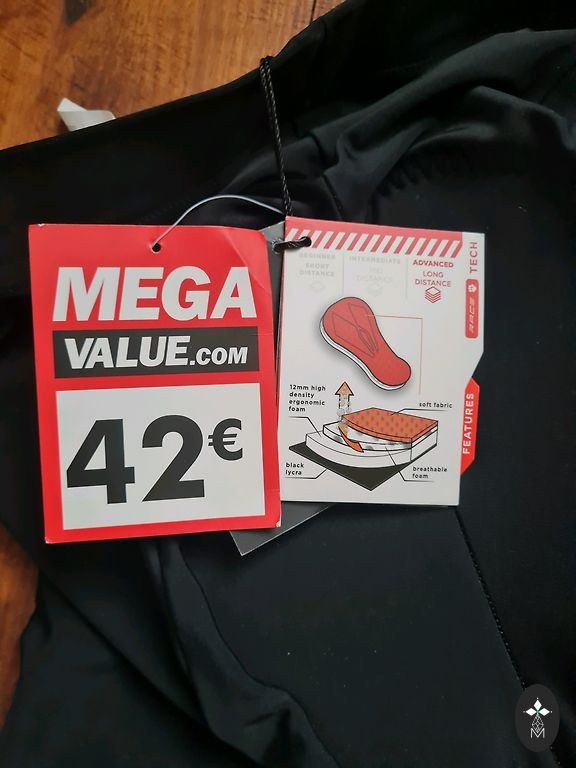 MEGA
VALUE.COM
42€
BEGINNER
SHORT
DISTANCE
INTERMEDIATE
MID
DISTANCE
ADVANCED
LONG
DISTANCE
12mm high
density
ergonomic
foam
soft fabric
black
lycra
breathable
foam
TECH
FEATURES
M